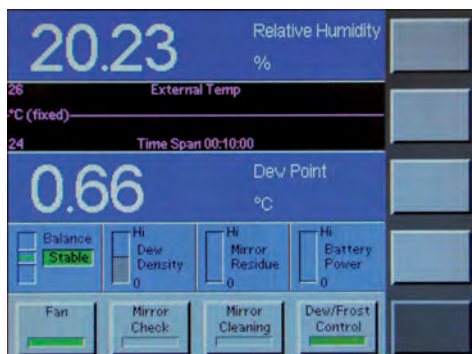 20.23 Relative Humidity
%
26 External Temp
°C (fixed)
24 Time Span 00:10:00
0.66 Dew Point
°C
Balance
Stable
Hi
Dew
Density
0
Hi
Mirror
Residue
0
Hi
Battery
Power
0
Fan
Mirror
Check
Mirror
Cleaning
Dew/Frost
Control